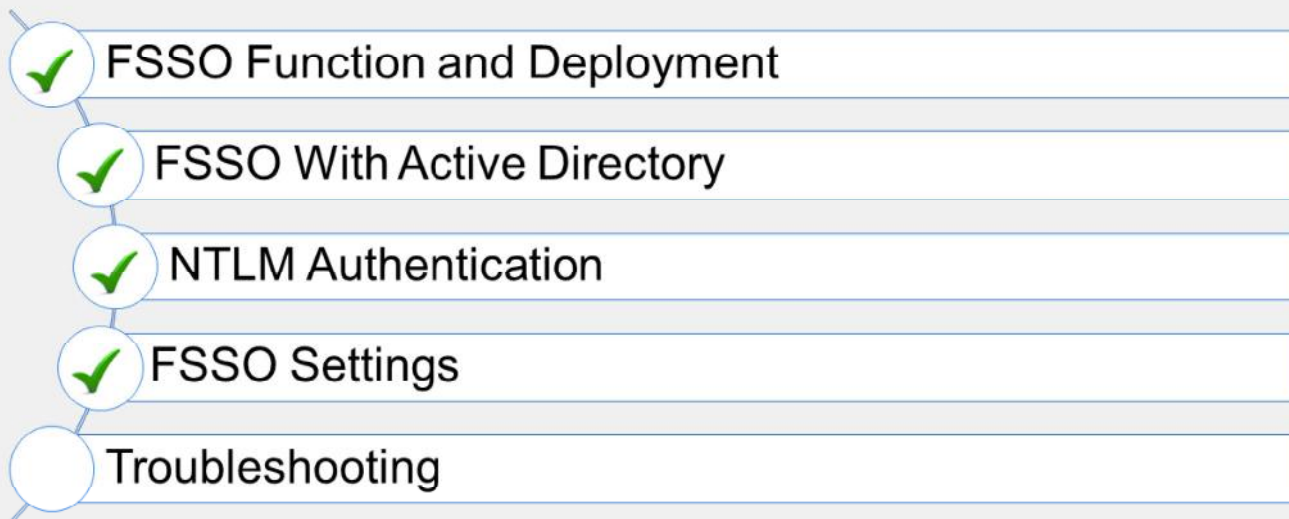 FSSO Function and Deployment
FSSO With Active Directory
NTLM Authentication
FSSO Settings
Troubleshooting